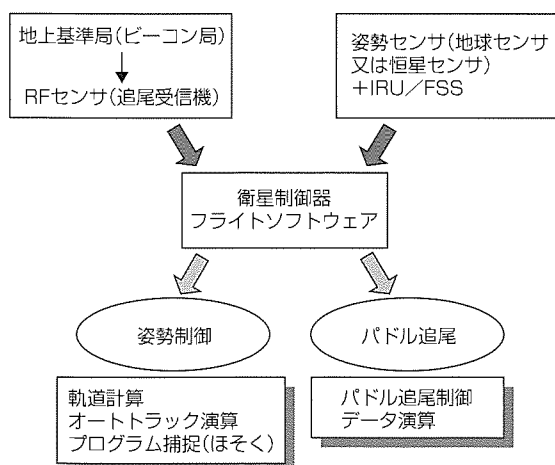 地上基準局(ビーコン局)
RFセンサ(追尾受信機)
姿勢センサ(地球センサ
又は恒星センサ)
+IRU/FSS
衛星制御器
フライトソフトウェア
姿勢制御
パドル追尾
軌道計算
オートトラック演算
プログラム捕捉(ほそく)
パドル追尾制御
データ演算